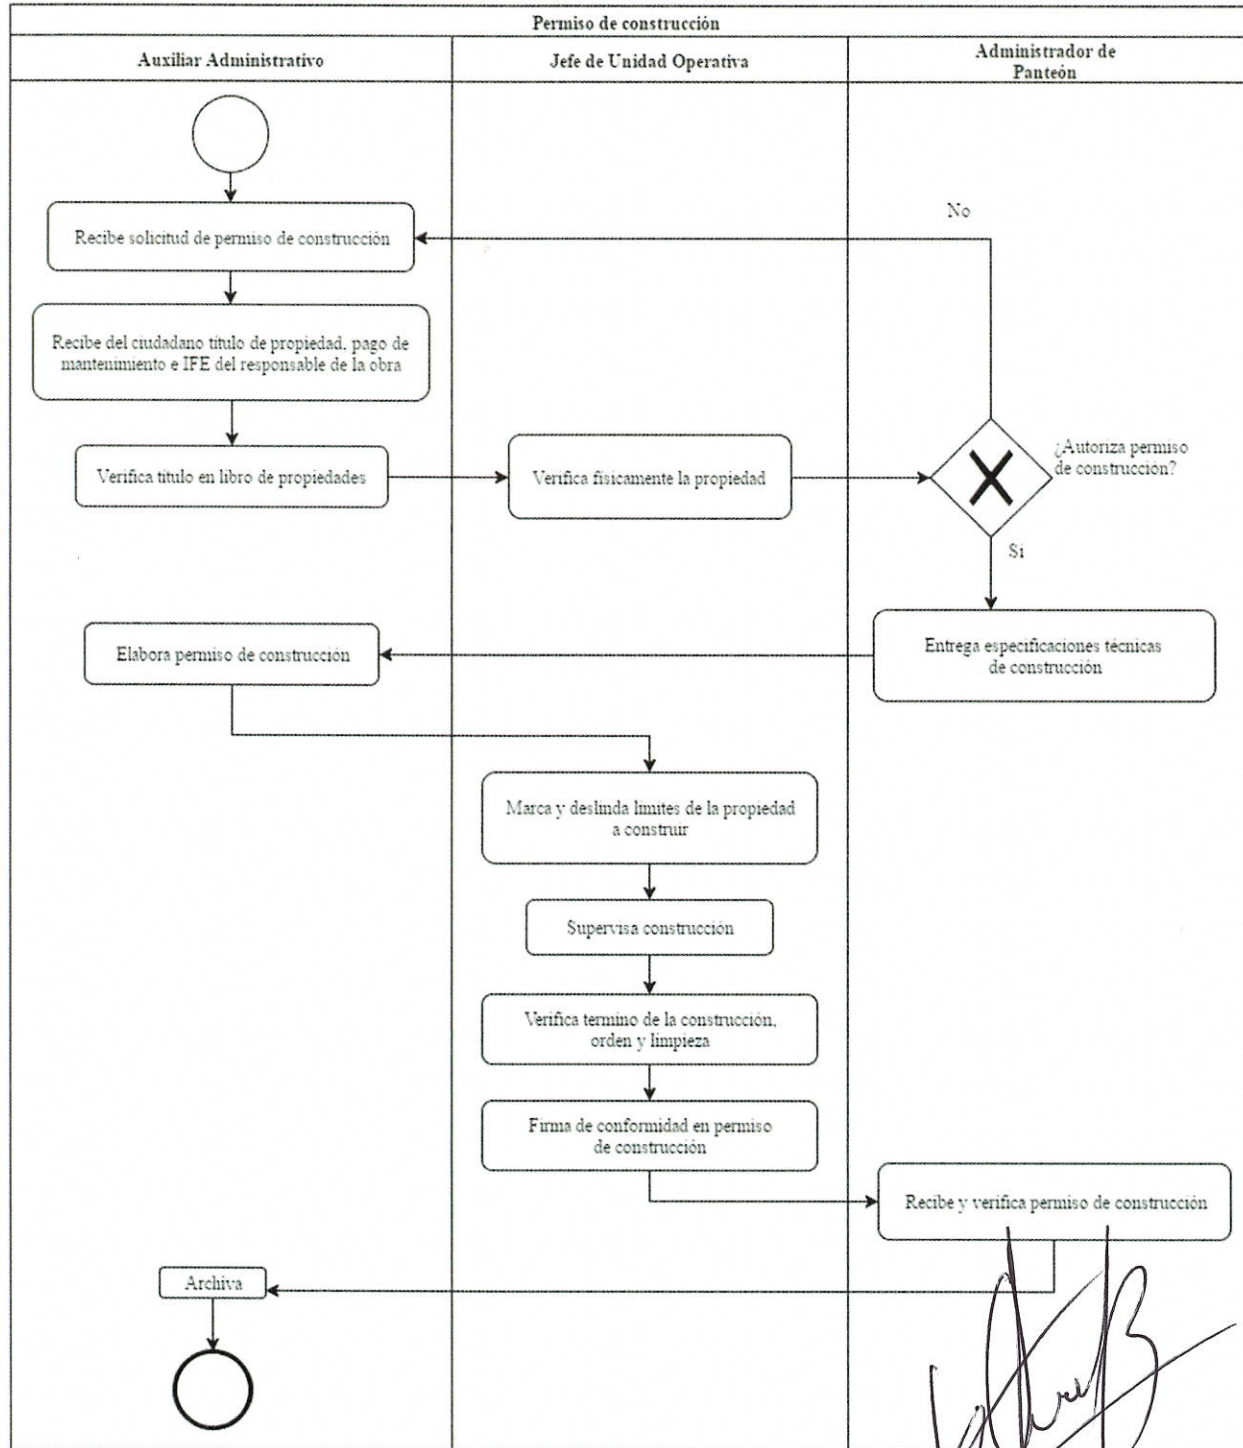 Permiso de construcción
Auxiliar Administrativo
Jefe de Unidad Operativa
Administrador de
Panteón
No
Recibe solicitud de permiso de construcción
Recibe del ciudadano título de propiedad, pago de
mantenimiento e IFE del responsable de la obra
Verifica título en libro de propiedades
Verifica físicamente la propiedad
¿Autoriza permiso
de construcción?
Si
Elabora permiso de construcción
Entrega especificaciones técnicas
de construcción
Marca y deslinda limites de la propiedad
a construir
Supervisa construcción
Verifica termino de la construcción,
orden y limpieza
Firma de conformidad en permiso
de construcción
Recibe y verifica permiso de construcción
Archiva